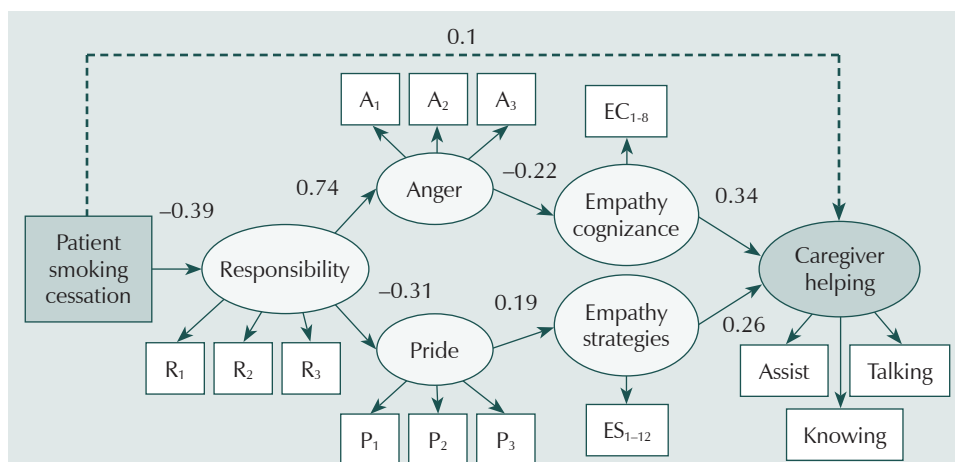 0.1
A1
A2
A3
EC1-8
–0.39
0.74
Anger
–0.22
Empathy
cognizance
0.34
Patient
smoking
cessation
Responsibility
Caregiver
helping
–0.31
0.19
Empathy
strategies
0.26
Pride
R1
R2
R3
Assist
Talking
P1
P2
P3
ES1–12
Knowing